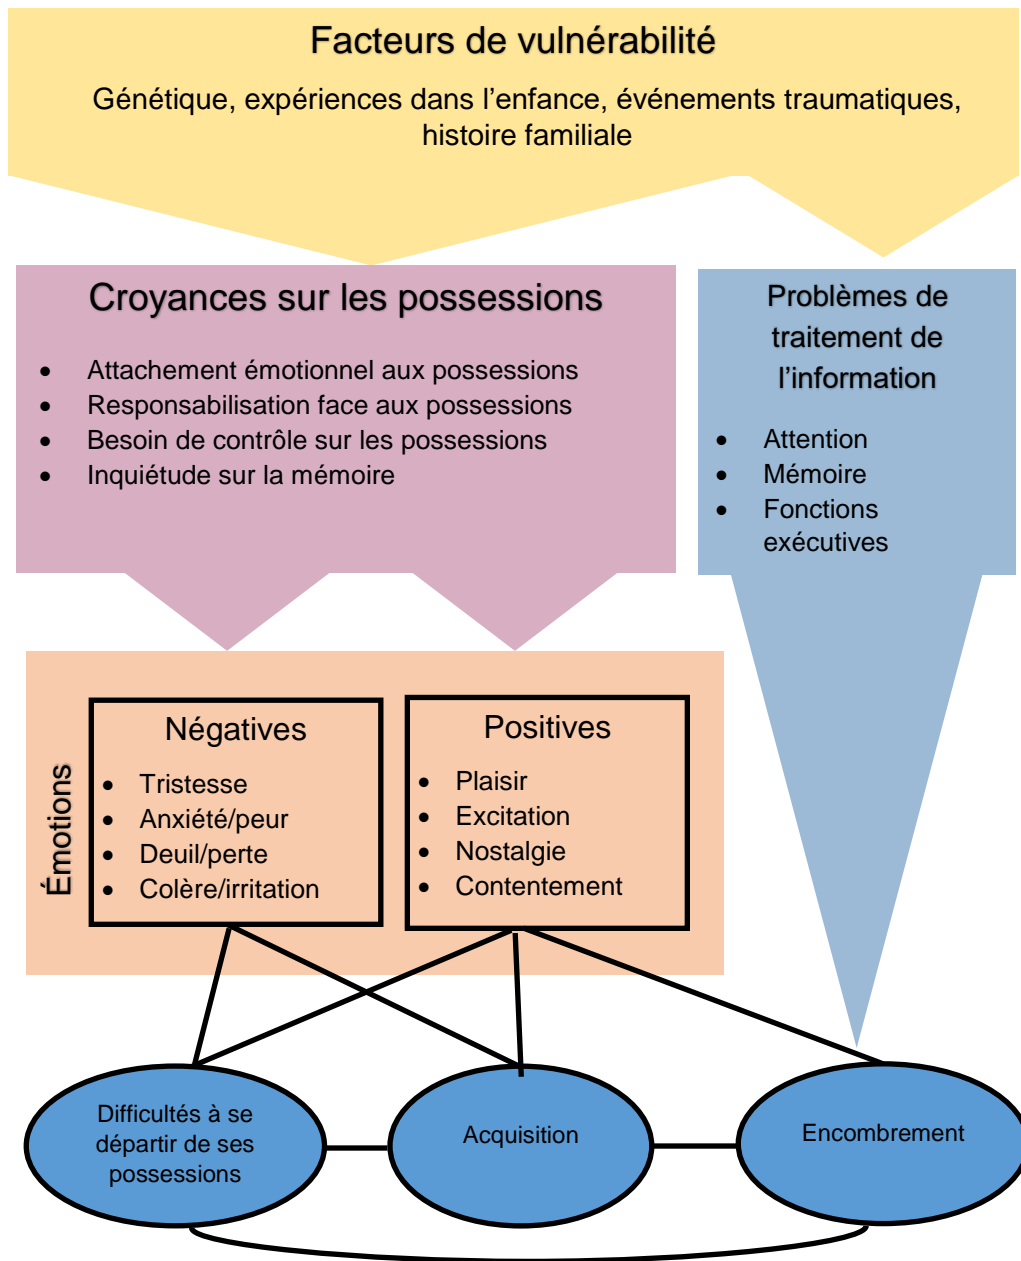 Facteurs de vulnérabilité
Génétique, expériences dans l’enfance, événements traumatiques,
histoire familiale
Croyances sur les possessions
• Attachement émotionnel aux possessions
• Responsabilisation face aux possessions
• Besoin de contrôle sur les possessions
• Inquiétude sur la mémoire
Problèmes de
traitement de
l’information
• Attention
• Mémoire
• Fonctions
exécutives
Émotions
Négatives
• Tristesse
• Anxiété/peur
• Deuil/perte
• Colère/irritation
Positives
• Plaisir
• Excitation
• Nostalgie
• Contentement
Difficultés à se
départir de ses
possessions
Acquisition
Encombrement